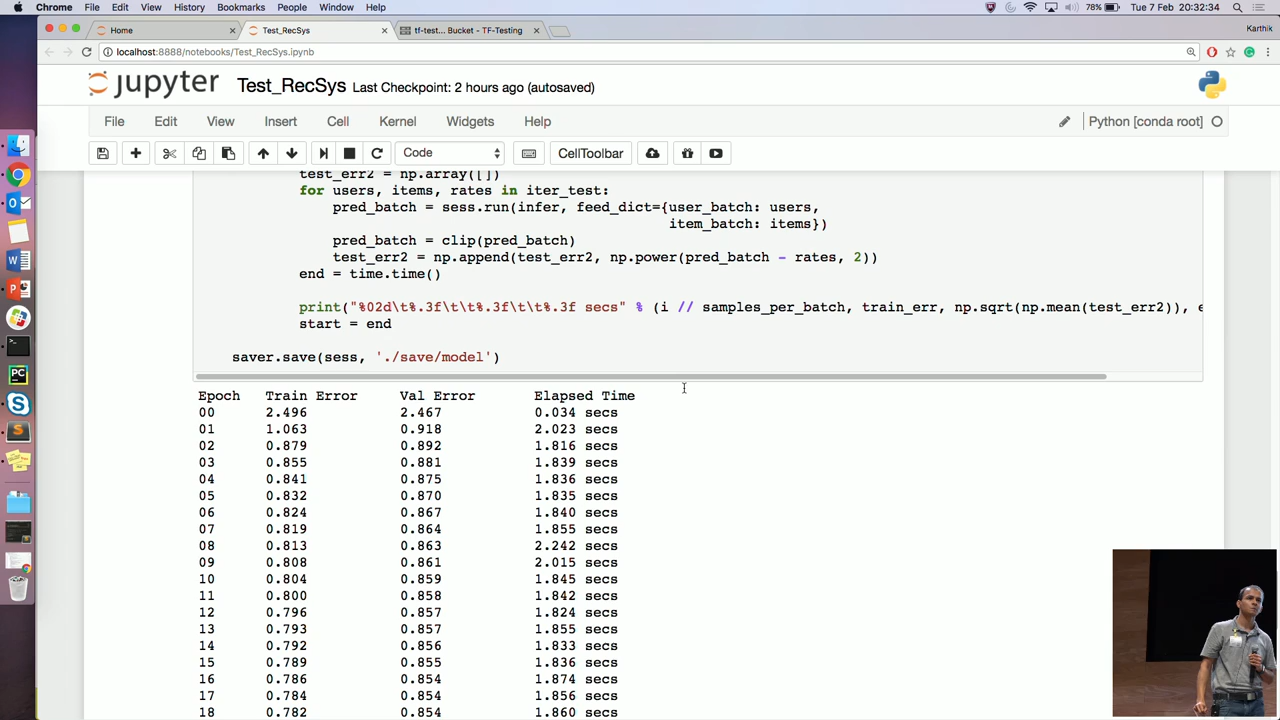 Chrome File Edit View History Bookmarks People Window Help 78% Tue 7 Feb 20:32:34
Home Test_RecSys tf-test... Bucket - TF-Testing Karthik
localhost:8888/notebooks/Test_RecSys.ipynb
jupyter Test_RecSys Last Checkpoint: 2 hours ago (autosaved)
File Edit View Insert Cell Kernel Widgets Help Python [conda root]
Code CellToolbar
test_err2 = np.array([])
for users, items, rates in iter_test:
pred_batch = sess.run(infer, feed_dict={user_batch: users,
item_batch: items})
pred_batch = clip(pred_batch)
test_err2 = np.append(test_err2, np.power(pred_batch - rates, 2))
end = time.time()
print("%02d\t%.3f\t\t%.3f\t\t%.3f secs" % (i // samples_per_batch, train_err, np.sqrt(np.mean(test_err2)), e
start = end
saver.save(sess, './save/model')
Epoch Train Error Val Error Elapsed Time
00 2.496 2.467 0.034 secs
01 1.063 0.918 2.023 secs
02 0.879 0.892 1.816 secs
03 0.855 0.881 1.839 secs
04 0.841 0.875 1.836 secs
05 0.832 0.870 1.835 secs
06 0.824 0.867 1.840 secs
07 0.819 0.864 1.855 secs
08 0.813 0.863 2.242 secs
09 0.808 0.861 2.015 secs
10 0.804 0.859 1.845 secs
11 0.800 0.858 1.842 secs
12 0.796 0.857 1.824 secs
13 0.793 0.857 1.855 secs
14 0.792 0.856 1.833 secs
15 0.789 0.855 1.836 secs
16 0.786 0.854 1.874 secs
17 0.784 0.854 1.856 secs
18 0.782 0.854 1.860 secs